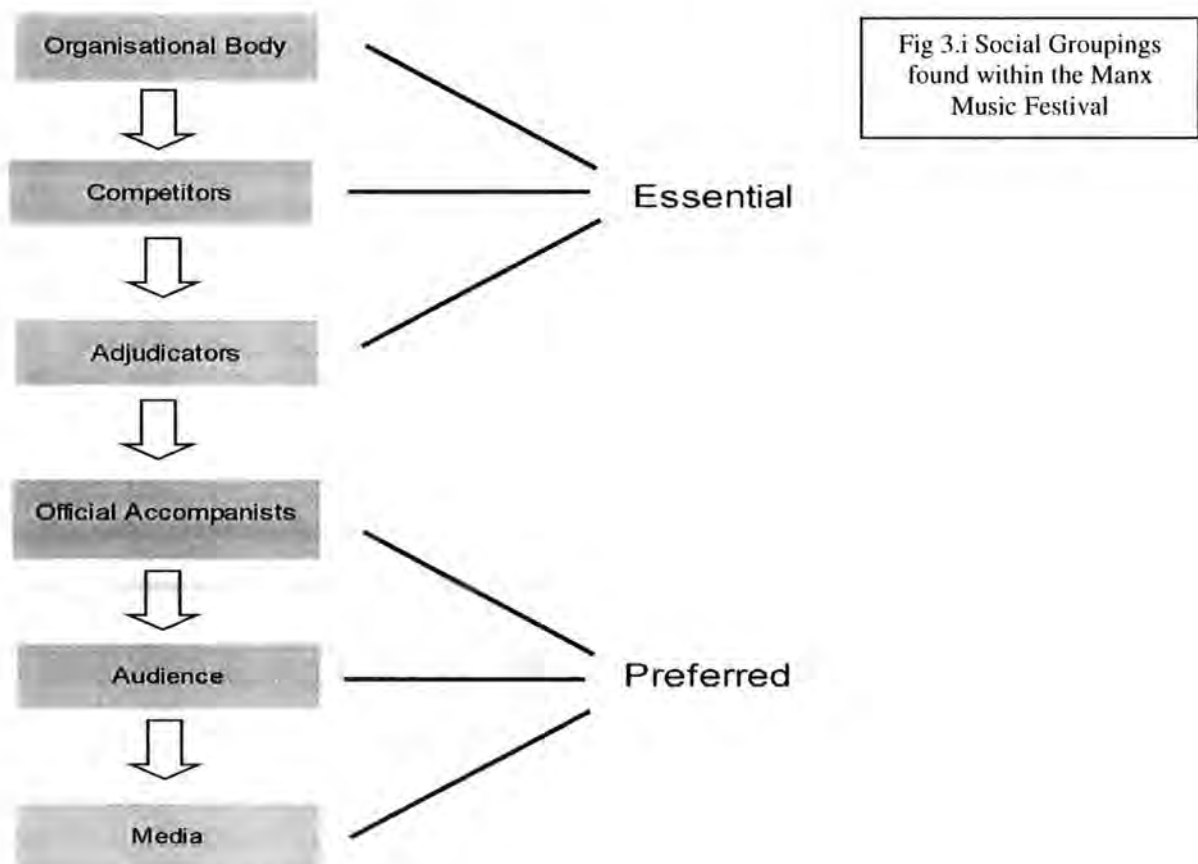 Organisational Body
Fig 3.i Social Groupings
found within the Manx
Music Festival
Competitors
Essential
Adjudicators
Official Accompanists
Audience
Preferred
Media